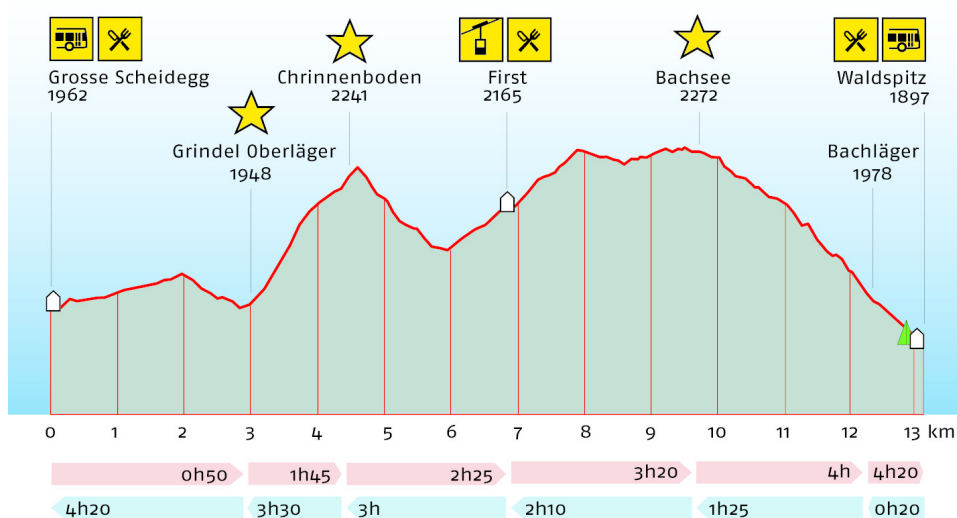 Grosse Scheidegg
1962
Chrinnenboden
2241
First
2165
Bachsee
2272
Waldspitz
1897
Grindel Oberläger
1948
Bachläger
1978
0 1 2 3 4 5 6 7 8 9 10 11 12 13 km
0h50 1h45 2h25 3h20 4h 4h20
4h20 3h30 3h 2h10 1h25 0h20